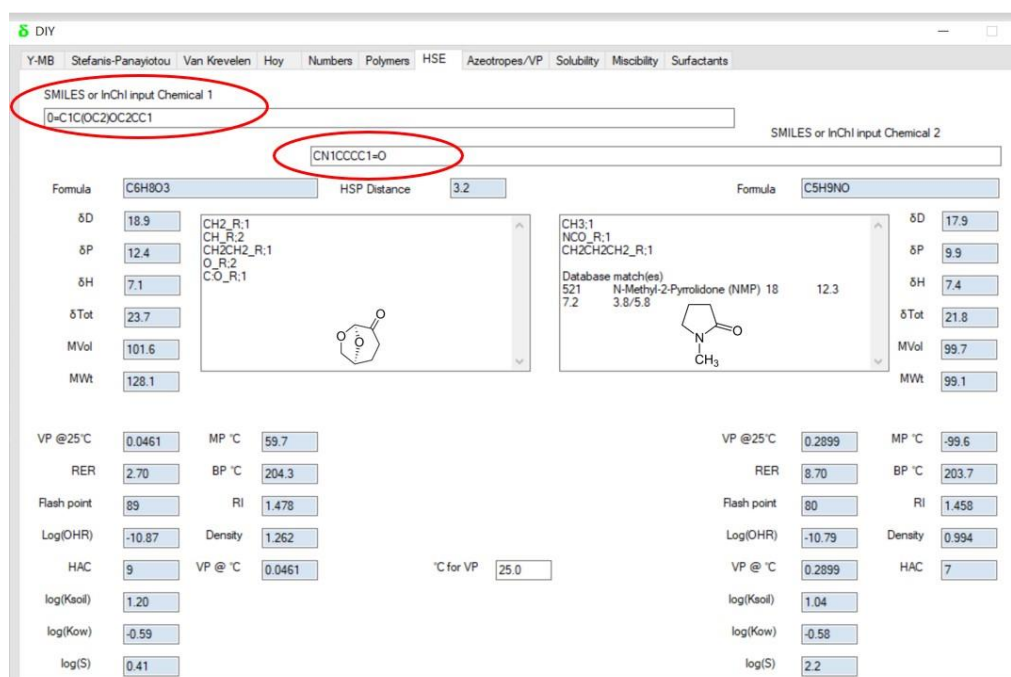 δ DIY
Y-MB Stefanis-Panayiotou Van Krevelen Hoy Numbers Polymers HSE Azeotropes/VP Solubility Miscibility Surfactants
SMILES or InChI input Chemical 1
0=C1C(OC2)OC2CC1
SMILES or InChI input Chemical 2
CN1CCCC1=O
Formula C6H8O3 HSP Distance 3.2 Formula C5H9NO
δD 18.9
δP 12.4
δH 7.1
δTot 23.7
MVol 101.6
MWt 128.1
CH2_R;1
CH_R;2
CH2CH2_R;1
O_R;2
C:O_R;1
O
O
O
CH3;1
NCO_R;1
CH2CH2CH2_R;1
Database match(es)
521 N-Methyl-2-Pyrrolidone (NMP) 18 12.3
7.2 3.8/5.8
N
O
CH3
δD 17.9
δP 9.9
δH 7.4
δTot 21.8
MVol 99.7
MWt 99.1
VP @25°C 0.0461 MP °C 59.7
RER 2.70 BP °C 204.3
Flash point 89 RI 1.478
Log(OHR) -10.87 Density 1.262
HAC 9 VP @ °C 0.0461
log(Ksoil) 1.20
log(Kow) -0.59
log(S) 0.41
°C for VP 25.0
VP @25°C 0.2899 MP °C -99.6
RER 8.70 BP °C 203.7
Flash point 80 RI 1.458
Log(OHR) -10.79 Density 0.994
VP @ °C 0.2899 HAC 7
log(Ksoil) 1.04
log(Kow) -0.58
log(S) 2.2